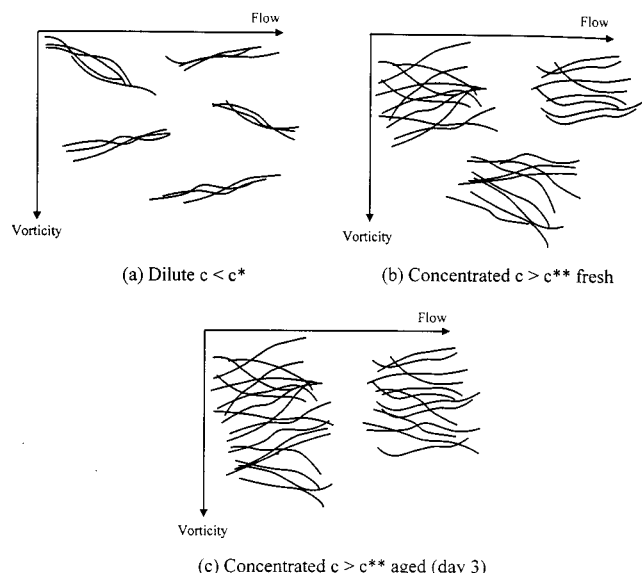 Flow
Vorticity
(a) Dilute c < c*
Flow
Vorticity
(b) Concentrated c > c** fresh
Flow
Vorticity
(c) Concentrated c > c** aged (day 3)